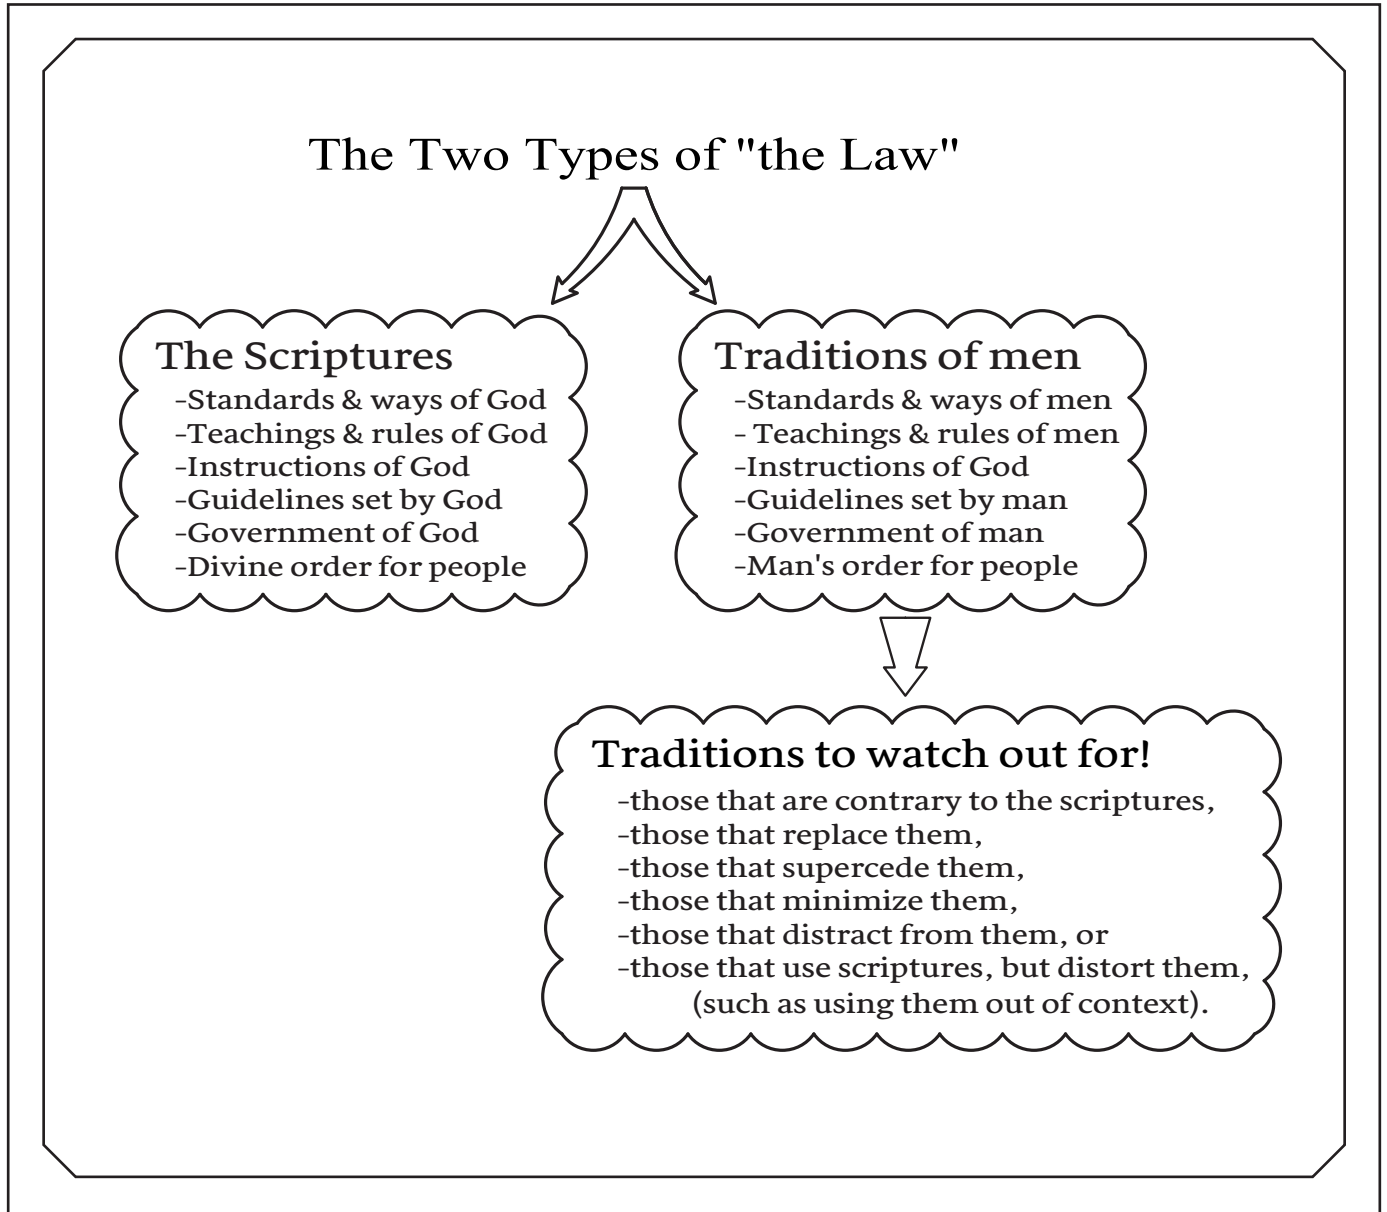 The Two Types of "the Law"
The Scriptures
-Standards & ways of God
-Teachings & rules of God
-Instructions of God
-Guidelines set by God
-Government of God
-Divine order for people
Traditions of men
-Standards & ways of men
- Teachings & rules of men
-Instructions of God
-Guidelines set by man
-Government of man
-Man's order for people
Traditions to watch out for!
-those that are contrary to the scriptures,
-those that replace them,
-those that supercede them,
-those that minimize them,
-those that distract from them, or
-those that use scriptures, but distort them,
(such as using them out of context).